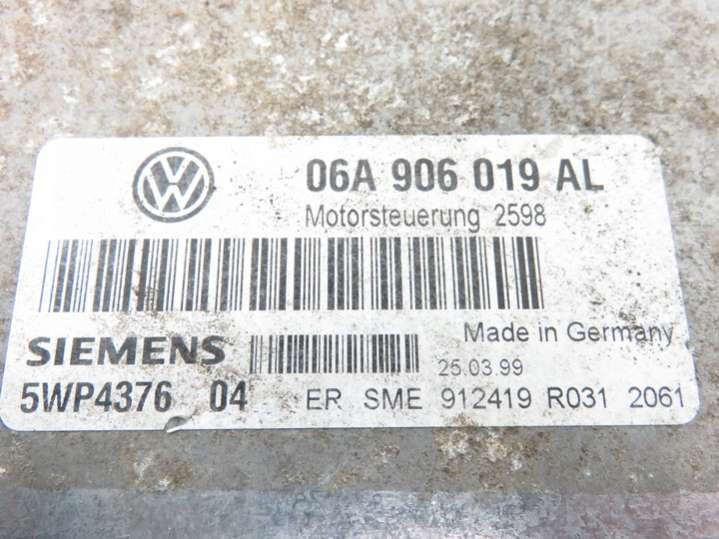 06A 906 019 AL
Motorsteuerung 2598
Made in Germany
SIEMENS
25.03.99
5WP4376 04 ER SME 912419 R031 2061